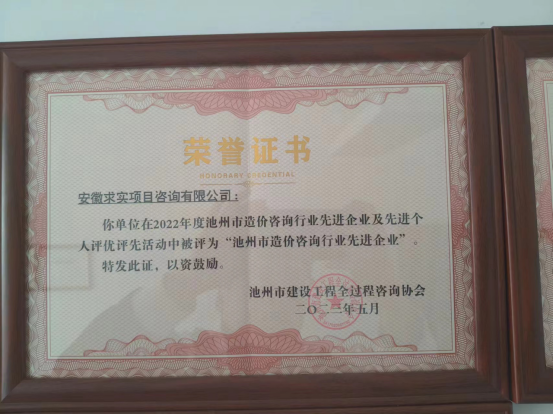 荣誉证书
HONORARY CREDENTIAL
安徽求实项目咨询有限公司：
你单位在2022年度池州市造价咨询行业先进企业及先进个
人评优评先活动中被评为“池州市造价咨询行业先进企业”。
特发此证，以资鼓励。
池州市建设工程全过程咨询协会
二〇二三年五月